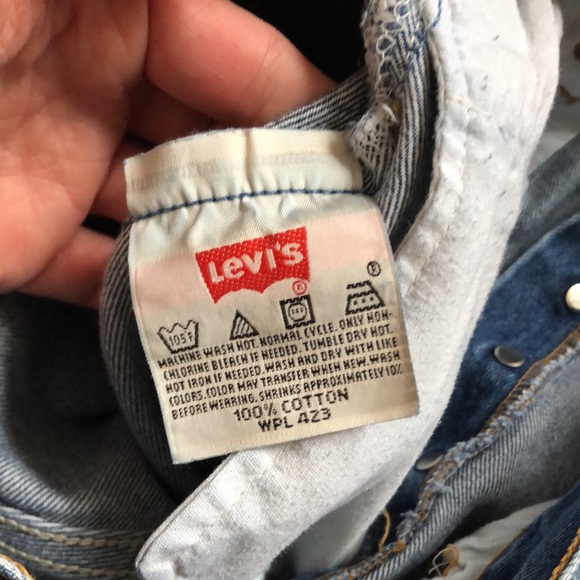 Levi's
®
®
105F
MACHINE WASH HOT. NORMAL CYCLE. ONLY NON-
CHLORINE BLEACH IF NEEDED. TUMBLE DRY HOT.
HOT IRON IF NEEDED. WASH AND DRY WITH LIKE
COLORS. COLOR MAY TRANSFER WHEN NEW. WASH
BEFORE WEARING. SHRINKS APPROXIMATELY 10%
100% COTTON
WPL 423